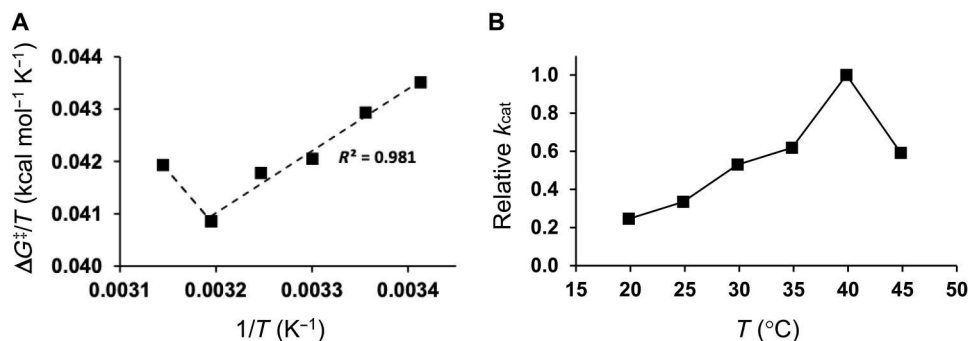 A
ΔG‡/T (kcal mol⁻¹ K⁻¹)
0.044
0.043
0.042
0.041
0.040
R² = 0.981
0.0031 0.0032 0.0033 0.0034
1/T (K⁻¹)
B
Relative kcat
1.0
0.8
0.6
0.4
0.2
0.0
15 20 25 30 35 40 45 50
T (°C)